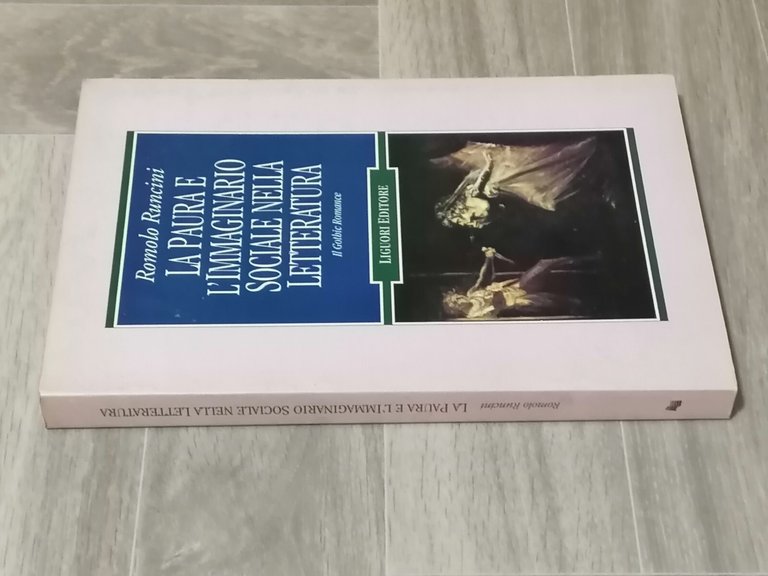 Romolo Runcini
LA PAURA E
L'IMMAGINARIO
SOCIALE NELLA
LETTERATURA
Il Gothic Romance
LIGUORI EDITORE
Romolo Runcini LA PAURA E L'IMMAGINARIO SOCIALE NELLA LETTERATURA